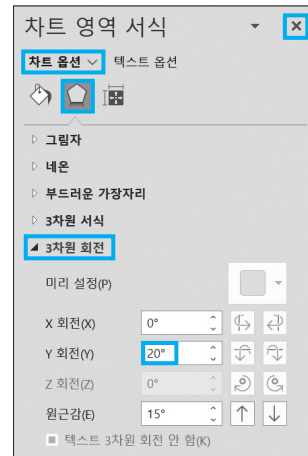 차트 영역 서식
차트 옵션 텍스트 옵션
그림자
네온
부드러운 가장자리
3차원 서식
3차원 회전
미리 설정(P)
X 회전(X) 0°
Y 회전(Y) 20°
Z 회전(Z) 0°
원근감(E) 15°
텍스트 3차원 회전 안 함(K)